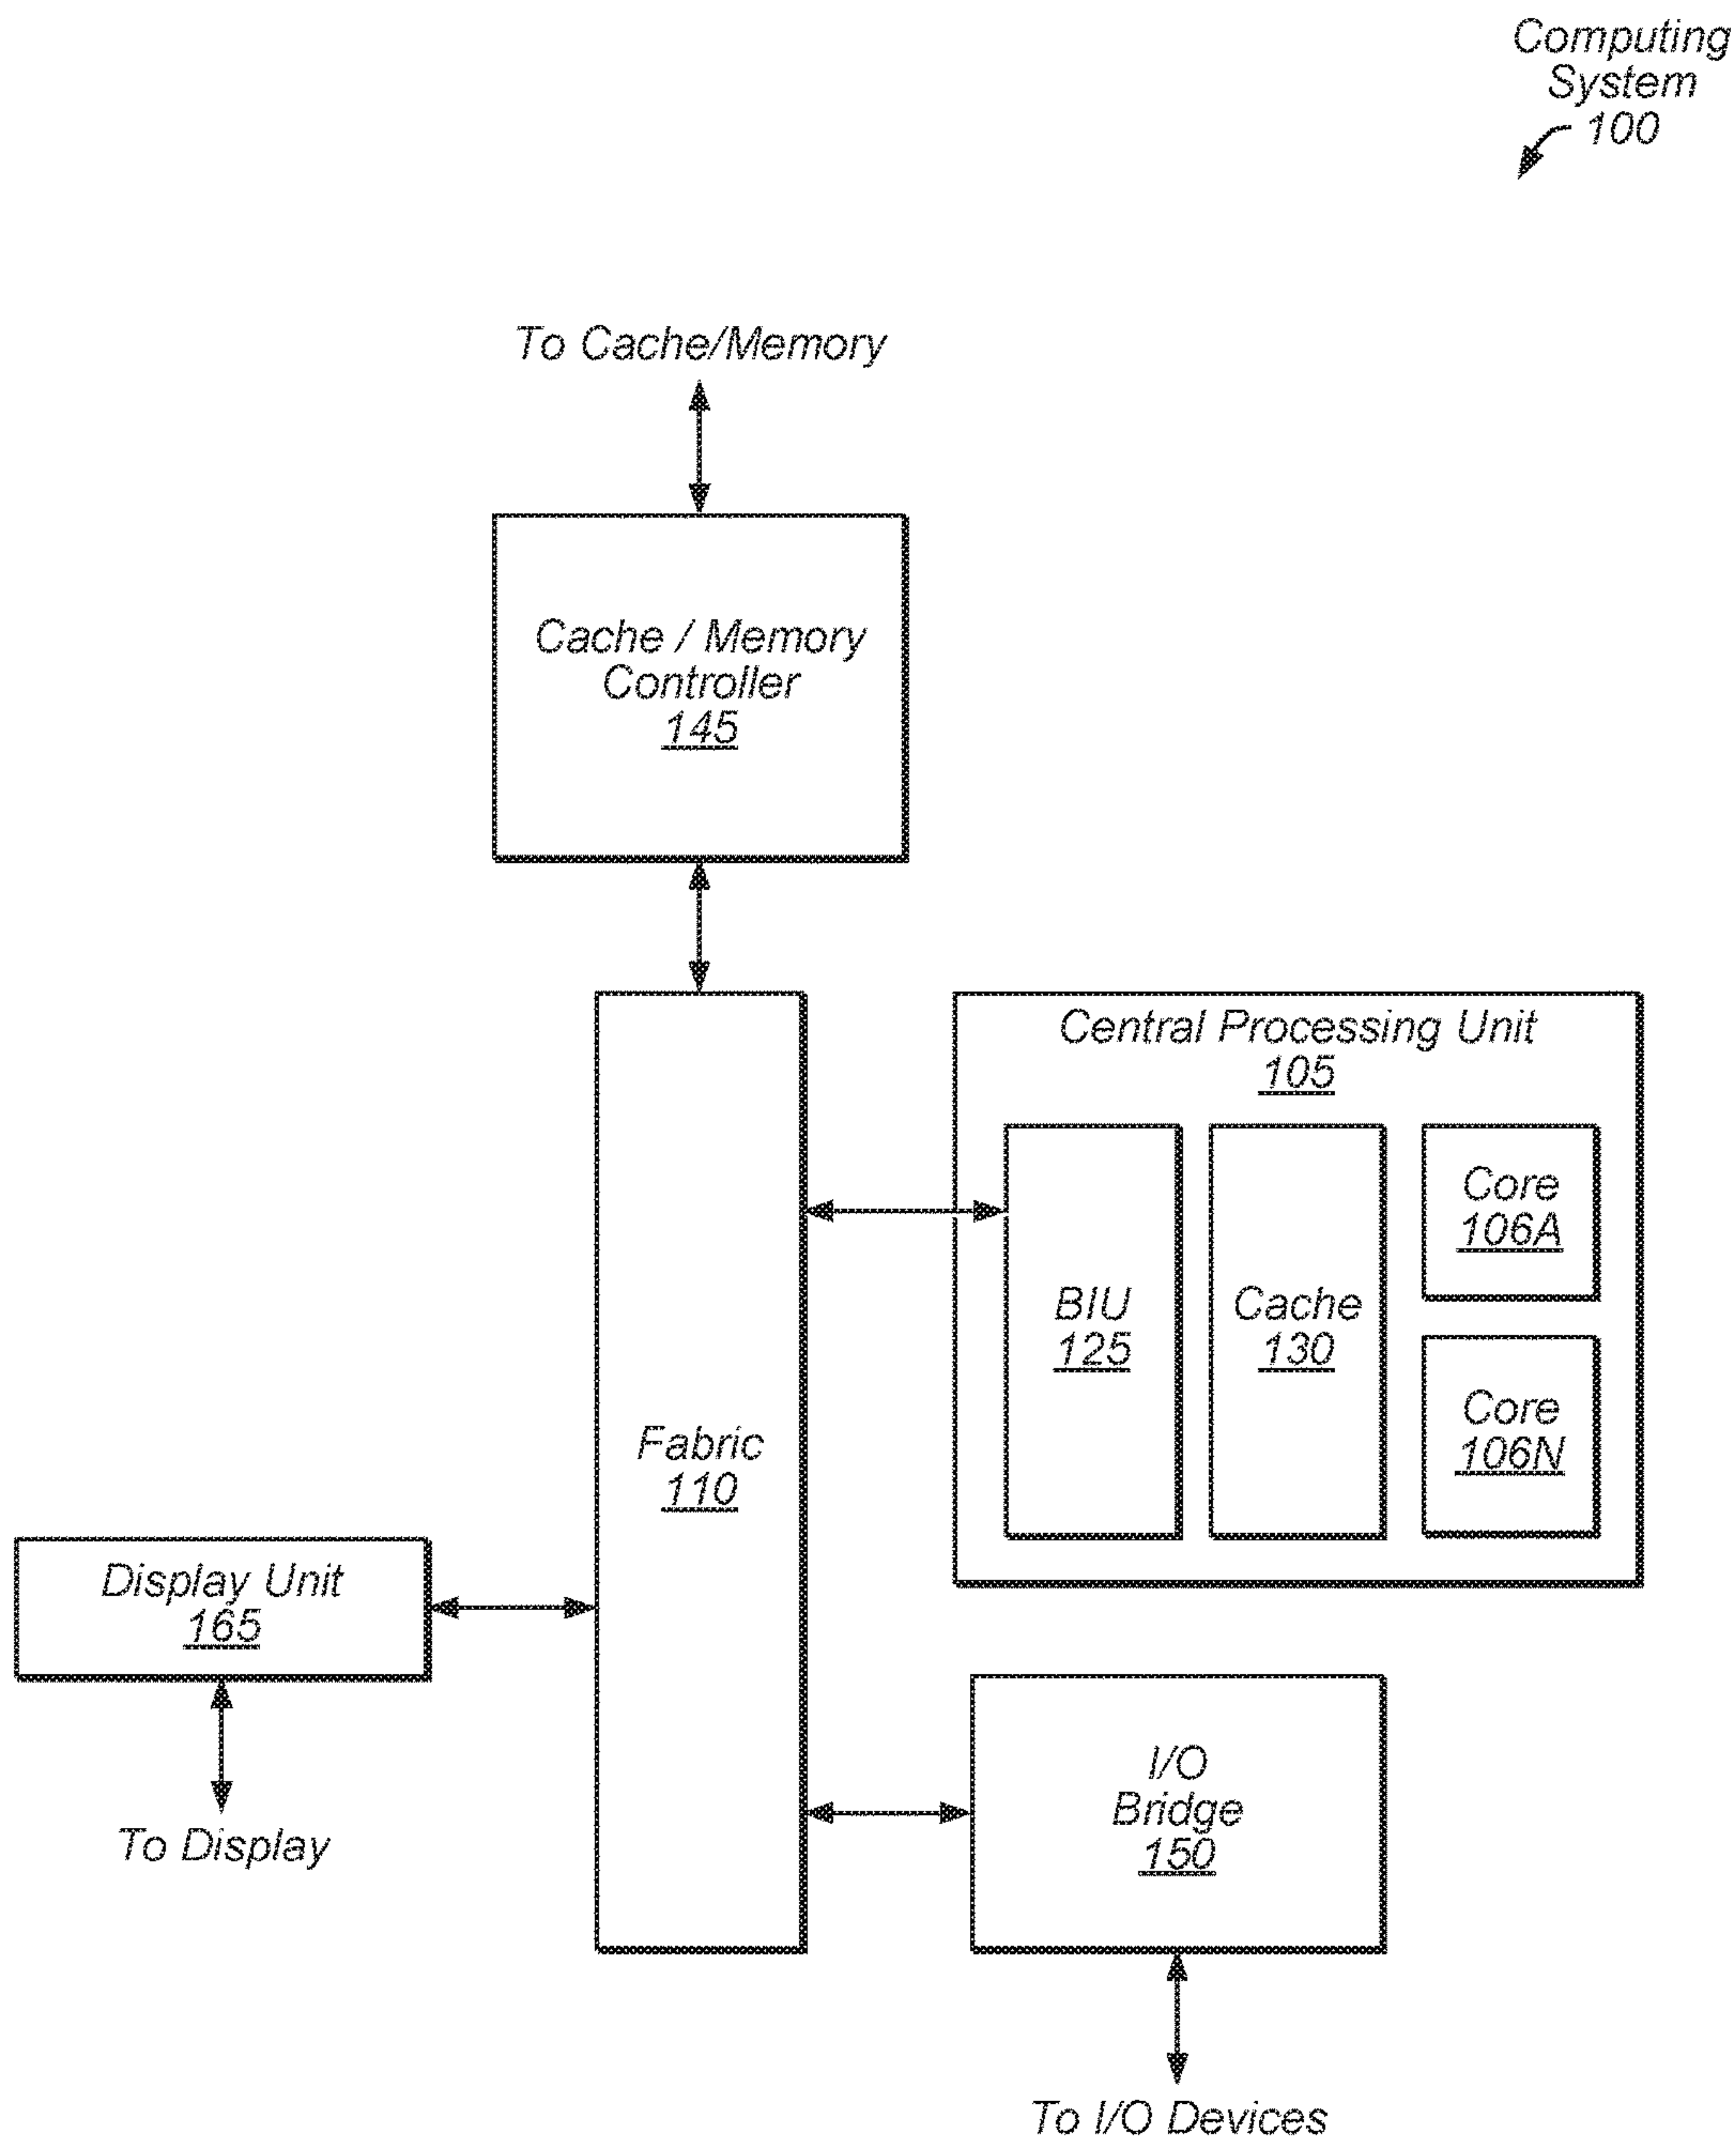 Computing
System
100
To Cache/Memory
Cache / Memory
Controller
145
Central Processing Unit
105
BIU
125
Cache
130
Core
106A
Core
106N
Fabric
110
Display Unit
165
To Display
I/O
Bridge
150
To I/O Devices